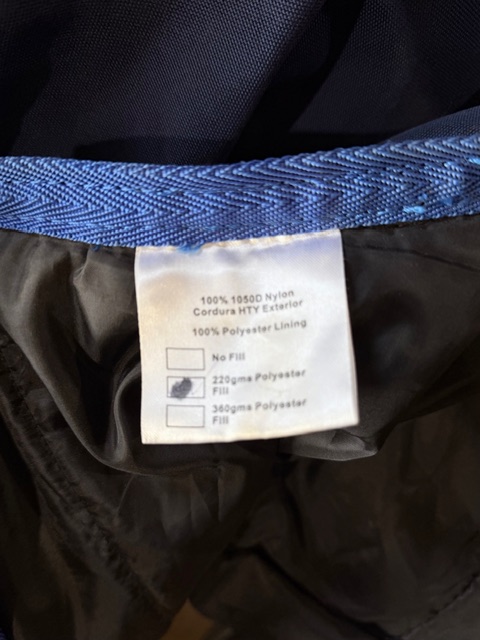 100% 1050D Nylon
Cordura HTY Exterior
100% Polyester Lining
No Fill
220gms Polyester
Fill
360gms Polyester
Fill